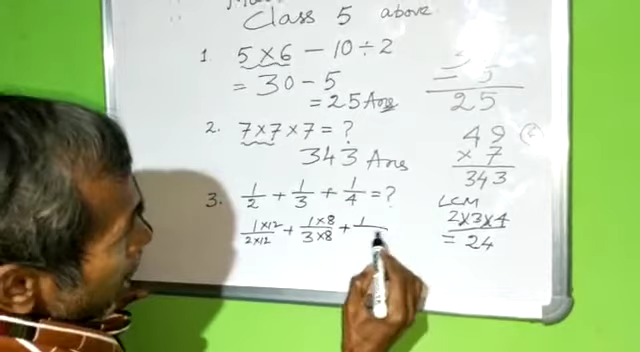 Class 5 above
1. 5 × 6 – 10 ÷ 2
= 30 – 5
= 25 Ans
= 5
25
2. 7 × 7 × 7 = ?
343 Ans
49
× 7
343
3. 1/2 + 1/3 + 1/4 = ?
1×12/2×12 + 1×8/3×8 + 1/
LCM
2×3×4
= 24